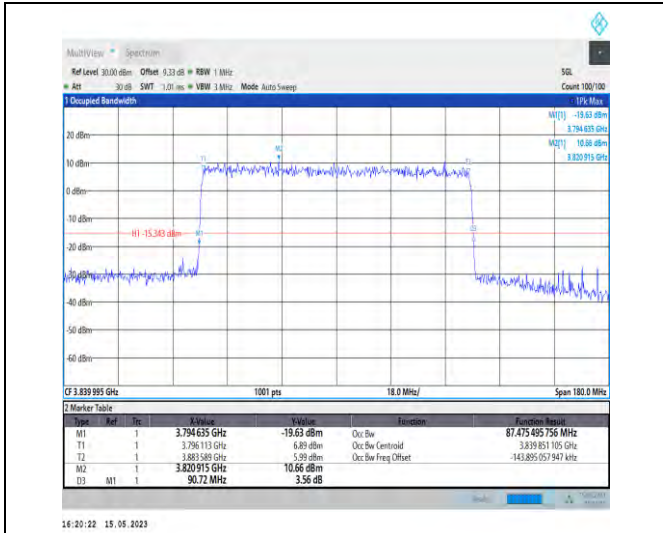 MultiView Spectrum
Ref Level 30.00 dBm Offset 9.33 dB RBW 1 MHz SGL
Att 30 dB SWT 1.01 ms VBW 3 MHz Mode Auto Sweep Count 100/100
1 Occupied Bandwidth 1Pk Max
M1[1] -19.63 dBm
3.794 635 GHz
M2[1] 10.66 dBm
3.820 915 GHz
20 dBm
M2
10 dBm
T1
0 dBm
-10 dBm
H1 -15.343 dBm
M1
D3
-20 dBm
-30 dBm
-40 dBm
-50 dBm
-60 dBm
CF 3.839 995 GHz 1001 pts 18.0 MHz/ Span 180.0 MHz
2 Marker Table
Type Ref Trc X-Value Y-Value Function Function Result
M1 1 3.794 635 GHz -19.63 dBm Occ Bw 87.475 495 756 MHz
T1 1 3.796 113 GHz 6.89 dBm Occ Bw Centroid 3.839 851 105 GHz
T2 1 3.883 589 GHz 5.99 dBm Occ Bw Freq Offset -143.895 057 947 kHz
M2 1 3.820 915 GHz 10.66 dBm
D3 M1 1 90.72 MHz 3.56 dB
16:20:22 15.05.2023